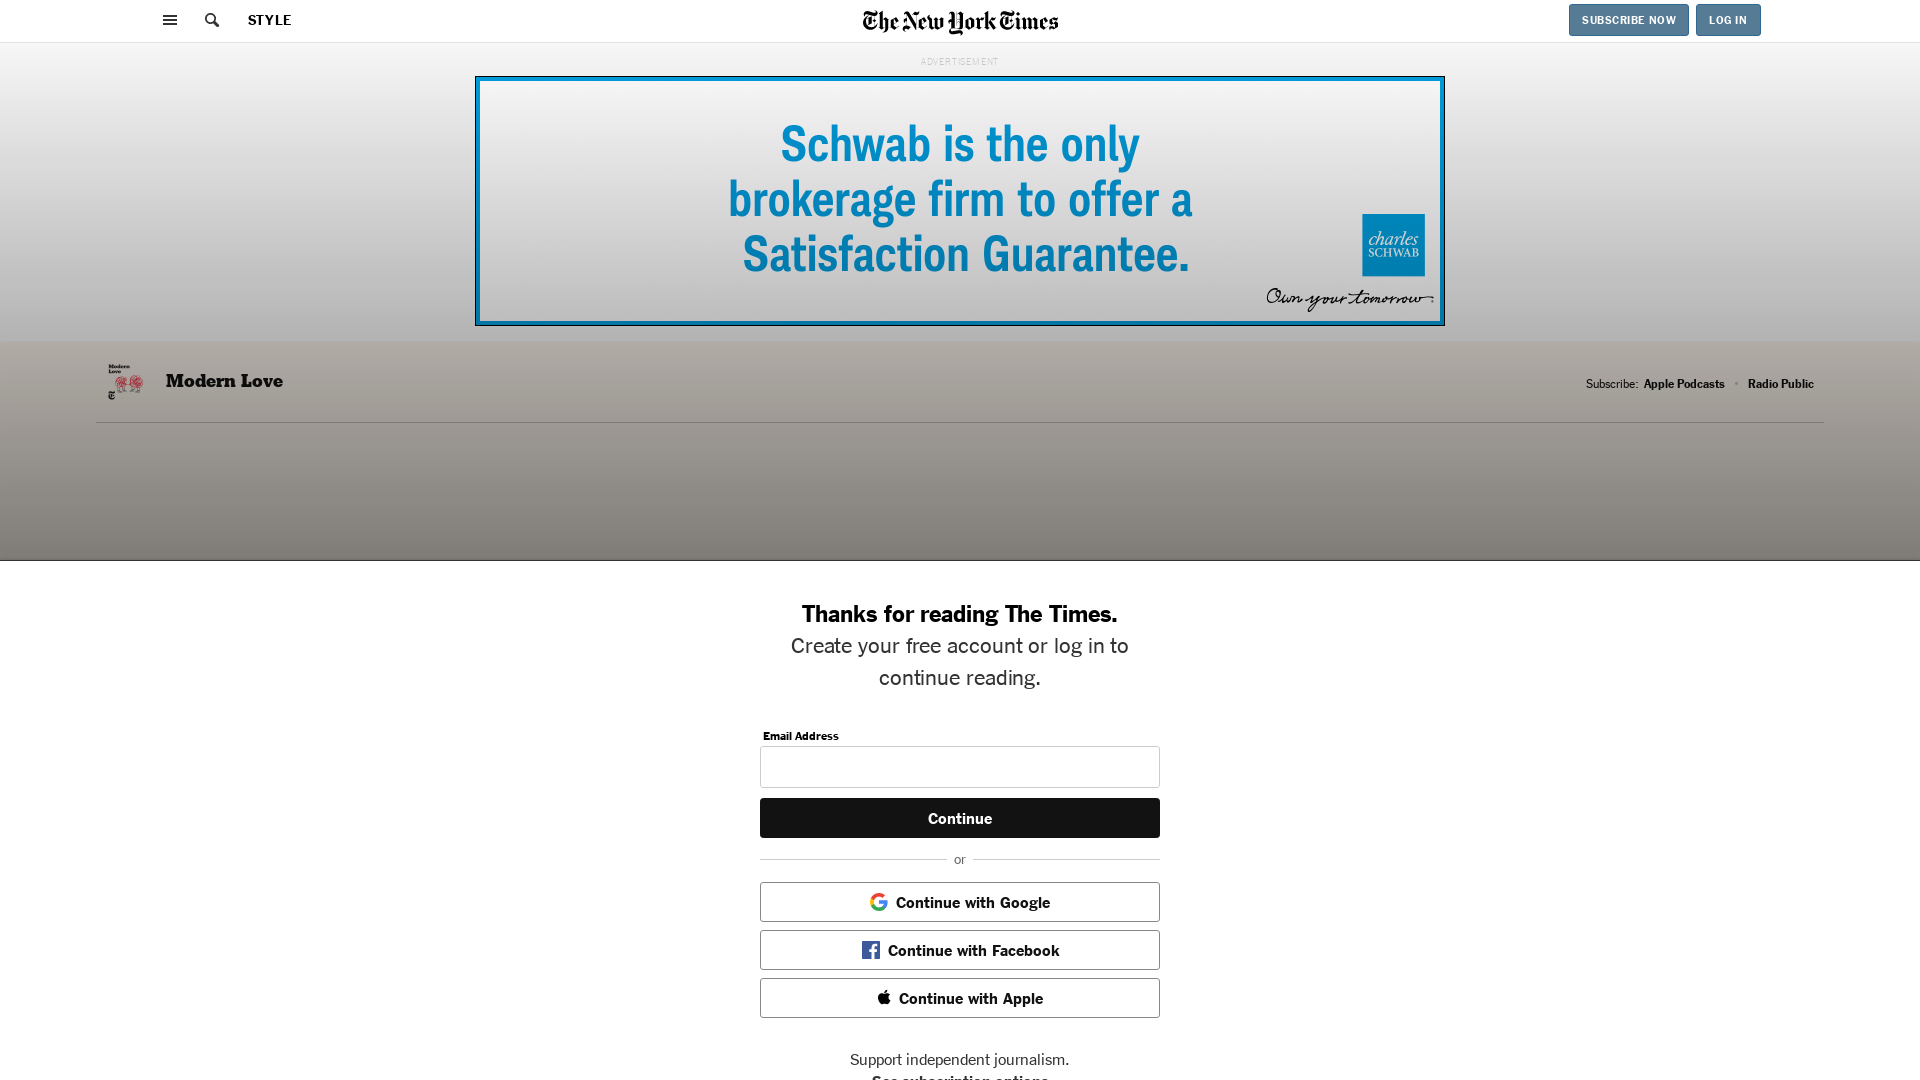 STYLE
The New York Times
SUBSCRIBE NOW
LOG IN
ADVERTISEMENT
Schwab is the only
brokerage firm to offer a
Satisfaction Guarantee.
charles
SCHWAB
Own your tomorrow
Modern
Love
Modern Love
Subscribe: Apple Podcasts • Radio Public
Thanks for reading The Times.
Create your free account or log in to
continue reading.
Email Address
Continue
or
Continue with Google
Continue with Facebook
Continue with Apple
Support independent journalism.
See subscription options